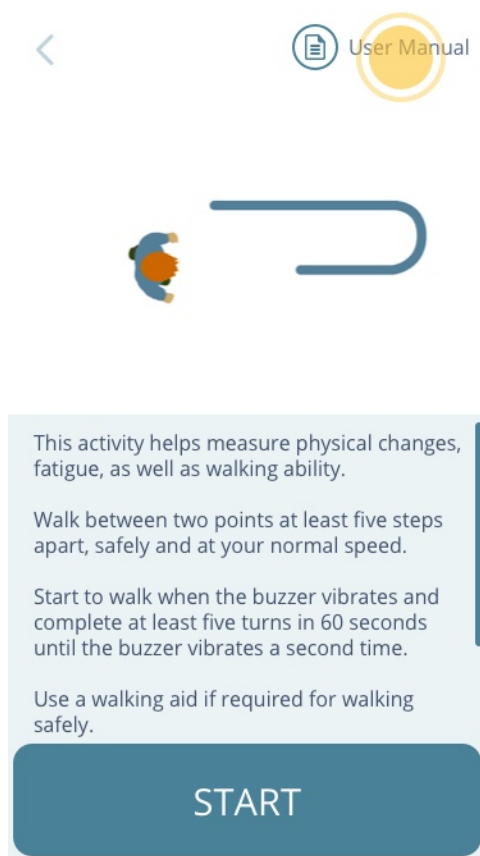 User Manual
This activity helps measure physical changes,
fatigue, as well as walking ability.
Walk between two points at least five steps
apart, safely and at your normal speed.
Start to walk when the buzzer vibrates and
complete at least five turns in 60 seconds
until the buzzer vibrates a second time.
Use a walking aid if required for walking
safely.
START